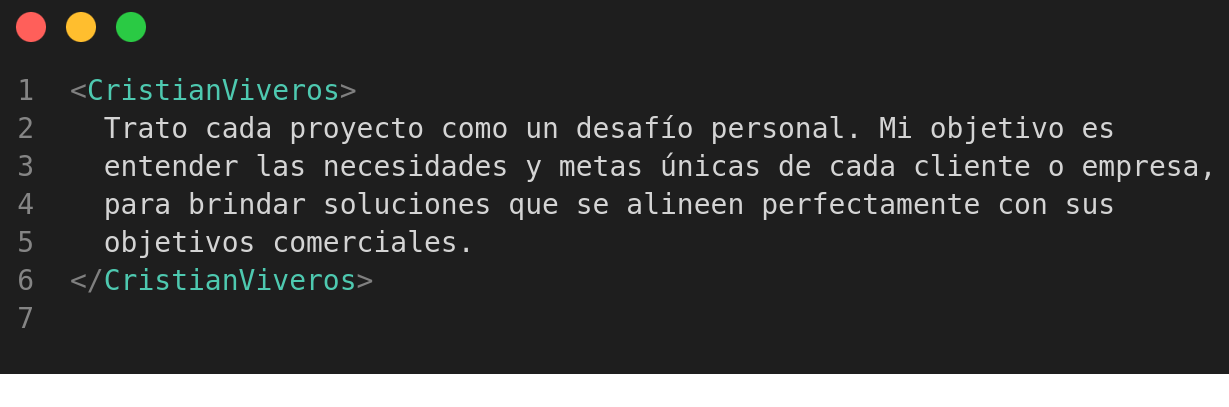 1 <CristianViveros>
2 Trato cada proyecto como un desafío personal. Mi objetivo es
3 entender las necesidades y metas únicas de cada cliente o empresa,
4 para brindar soluciones que se alineen perfectamente con sus
5 objetivos comerciales.
6 </CristianViveros>
7